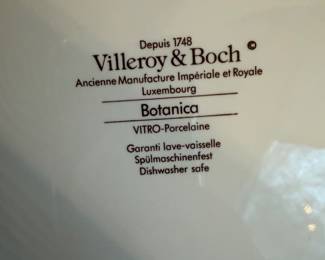 Depuis 1748
Villeroy & Boch ©
Ancienne Manufacture Impériale et Royale
Luxembourg
Botanica
VITRO-Porcelaine
Garanti lave-vaisselle
Spülmaschinenfest
Dishwasher safe